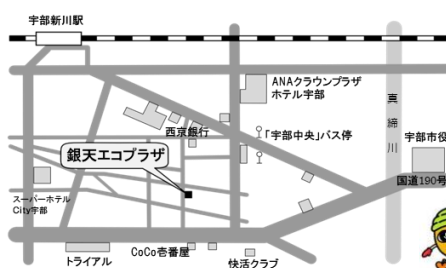 宇部新川駅
ANAクラウンプラザ
ホテル宇部
真締川
西京銀行
「宇部中央」バス停
宇部市役
銀天エコプラザ
国道190号
スーパーホテル
City宇部
トライアル
CoCo壱番屋
快活クラブ